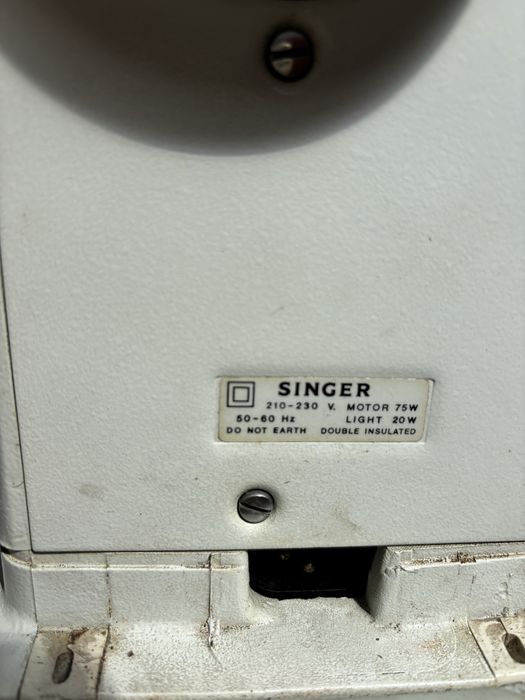 SINGER
210-230 V. MOTOR 75W
50-60 Hz LIGHT 20W
DO NOT EARTH DOUBLE INSULATED